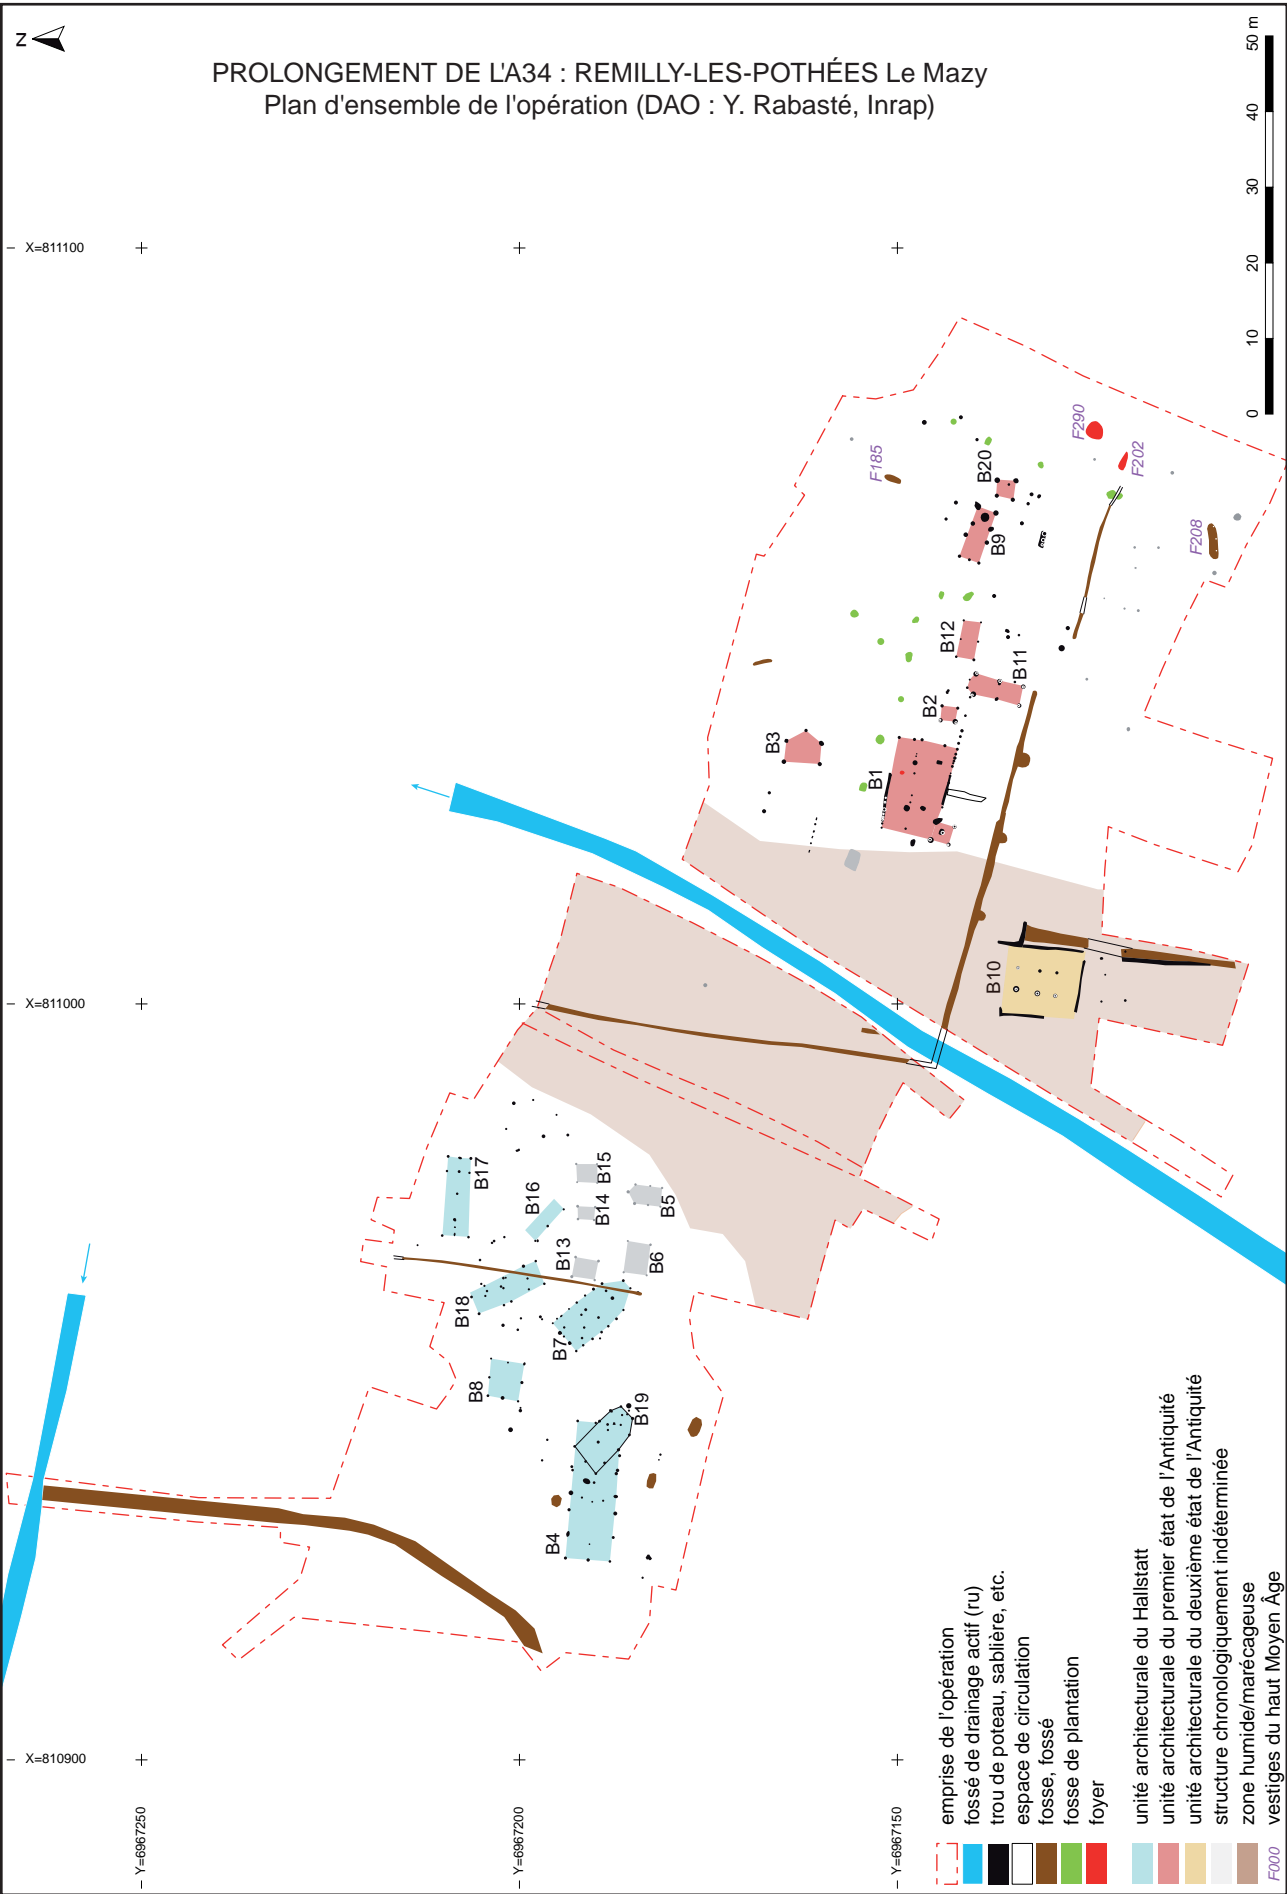 Z
PROLONGEMENT DE L'A34 : REMILLY-LES-POTHÉES Le Mazy
Plan d'ensemble de l'opération (DAO : Y. Rabasté, Inrap)
0 10 20 30 40 50 m
X=811100
X=811000
X=810900
Y=6967250
Y=6967200
Y=6967150
F185
F290
F202
F208
B20
B9
B12
B11
B2
B3
B1
B10
B17
B15
B16
B14
B5
B13
B6
B18
B7
B8
B19
B4
emprise de l'opération
fossé de drainage actif (ru)
trou de poteau, sablière, etc.
espace de circulation
fosse, fossé
fosse de plantation
foyer
unité architecturale du Hallstatt
unité architecturale du premier état de l'Antiquité
unité architecturale du deuxième état de l'Antiquité
structure chronologiquement indéterminée
zone humide/marécageuse
F000 vestiges du haut Moyen Âge